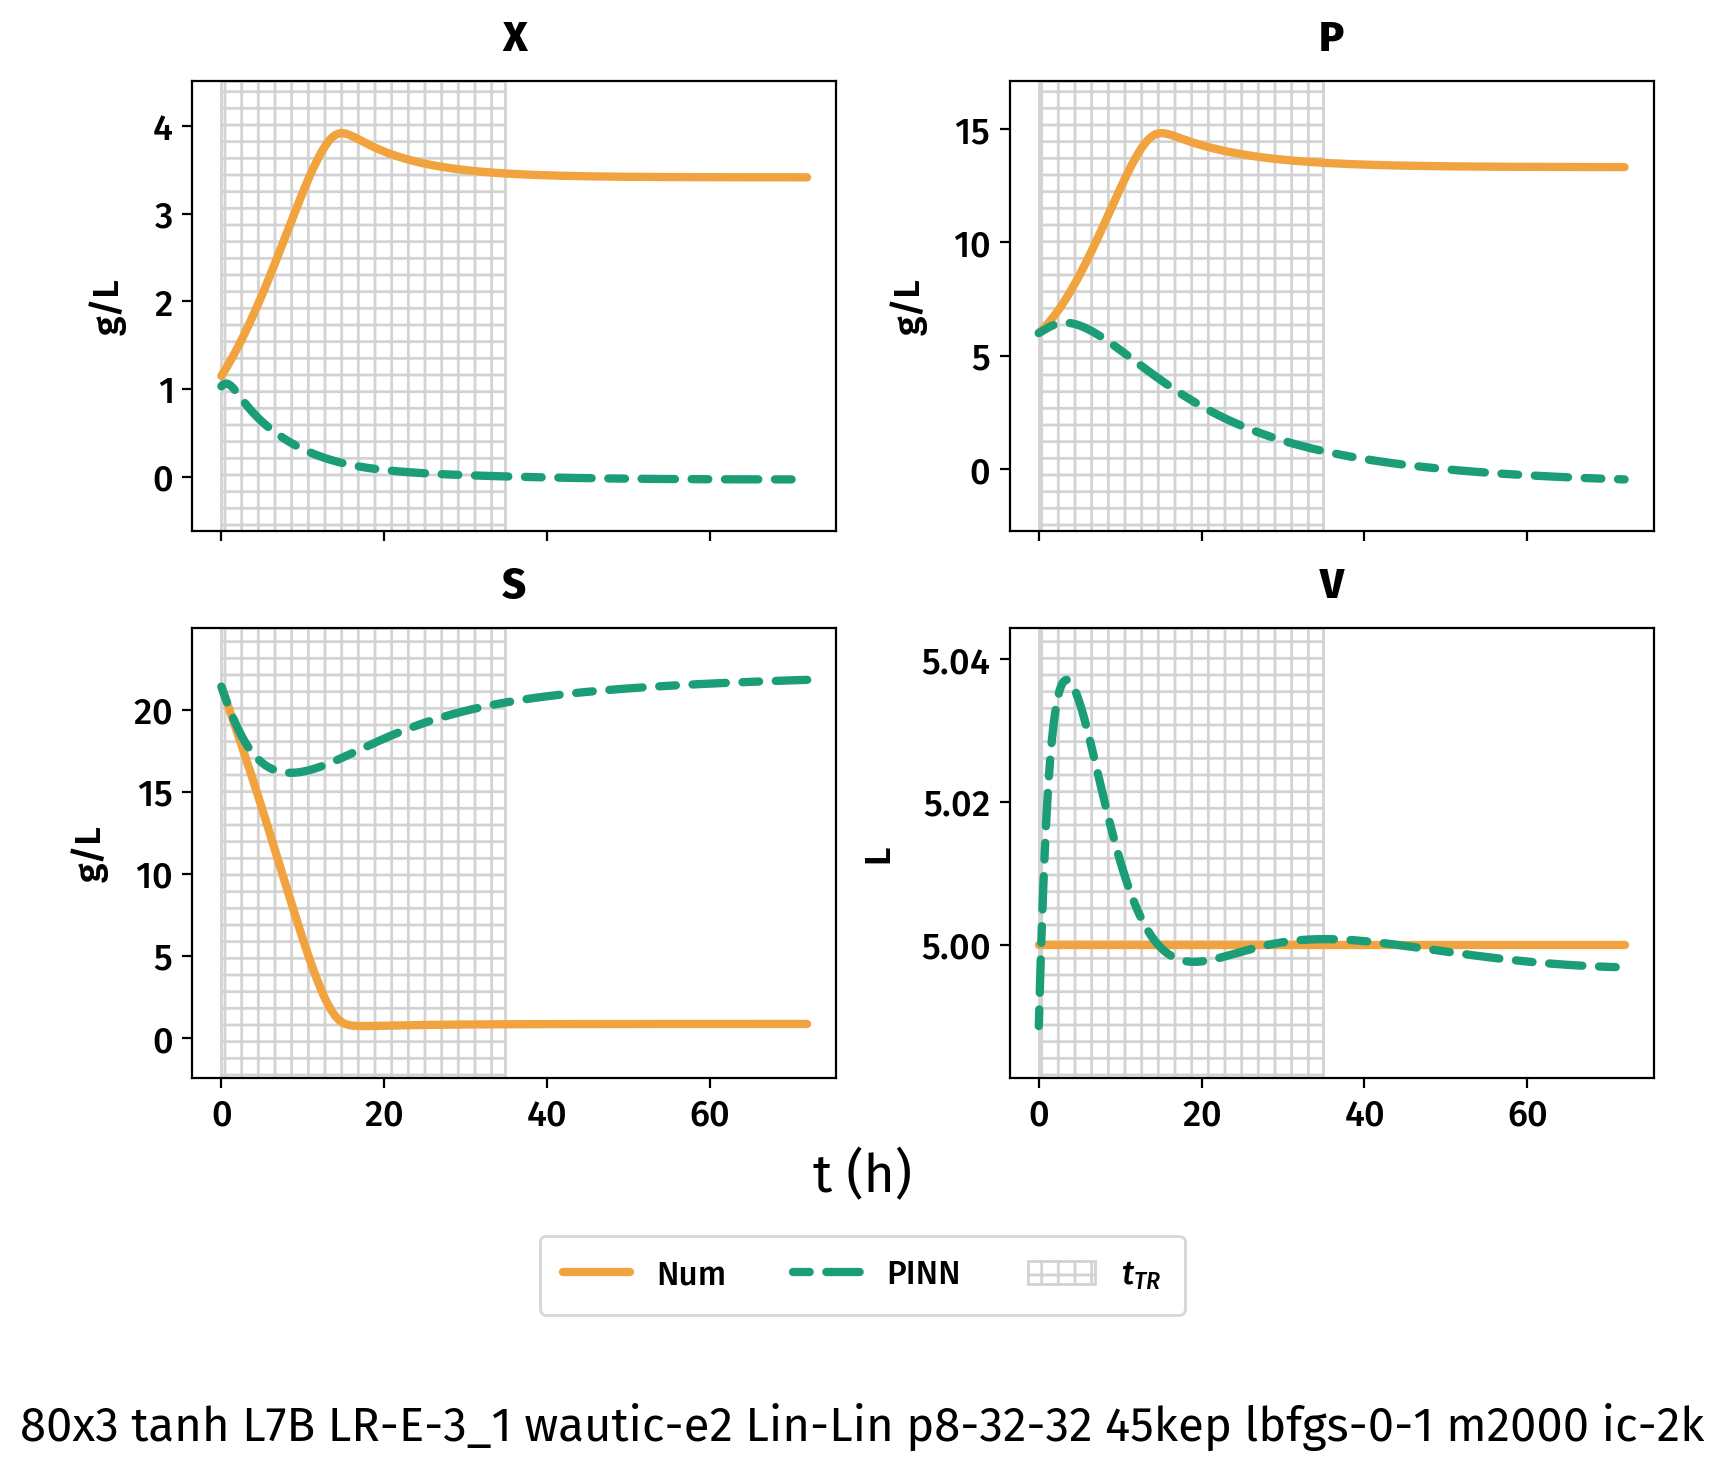 X
P
4
3
2
1
0
g/L
15
10
5
0
g/L
S
V
20
15
10
5
0
g/L
5.04
5.02
5.00
L
0 20 40 60
0 20 40 60
t (h)
Num PINN tTR
80x3 tanh L7B LR-E-3_1 wautic-e2 Lin-Lin p8-32-32 45kep lbfgs-0-1 m2000 ic-2k